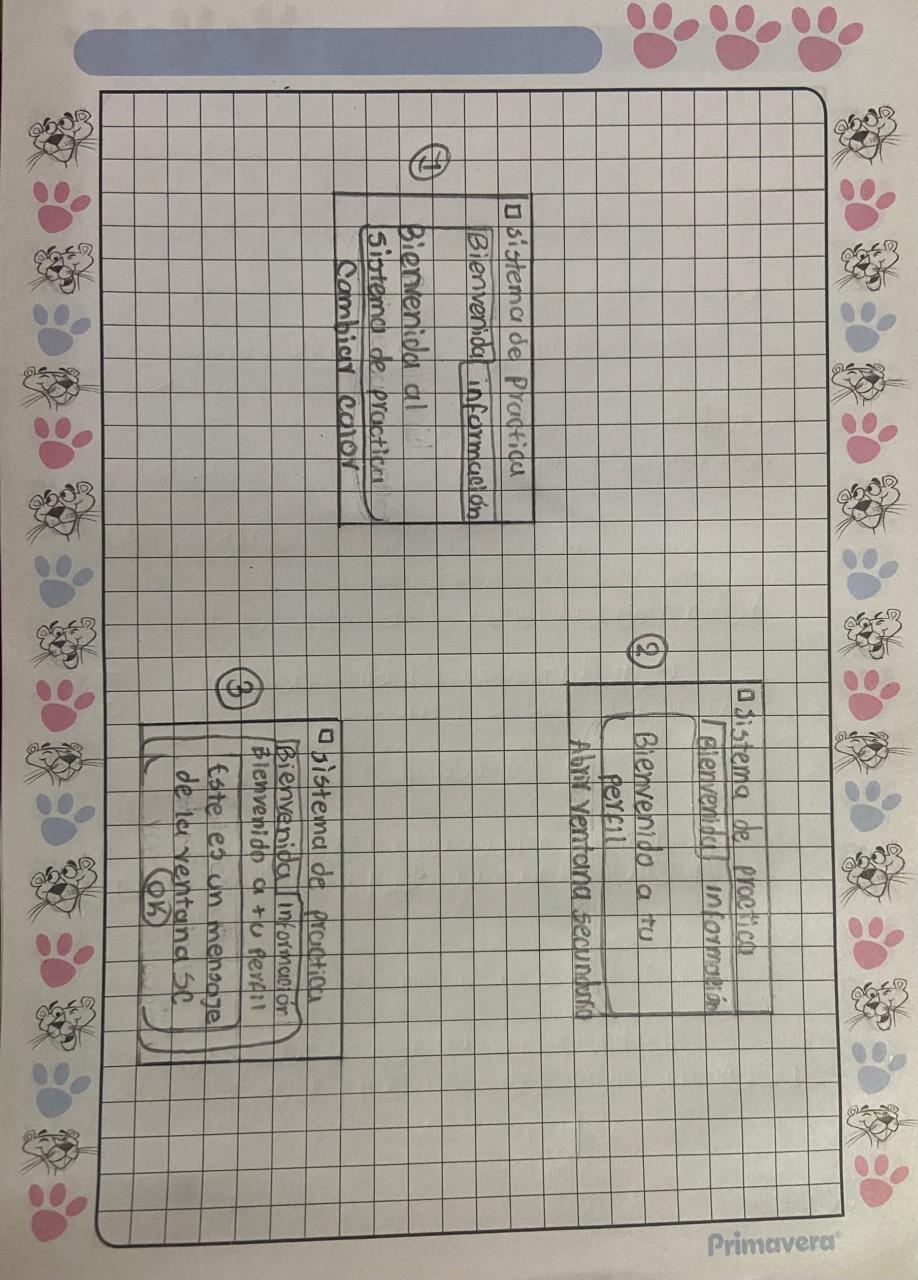 1
sistema de Practica
Bienvenida información
Bienvenida al
Sistema de practica
Cambiar color
2
sistema de practica
Bienvenida información
Bienvenido a tu
perfil
Abrir ventana secundaria
3
sistema de practica
Bienvenida Información
Bienvenido a tu perfil
Este es un mensaje
de la ventana SC
OK
Primavera